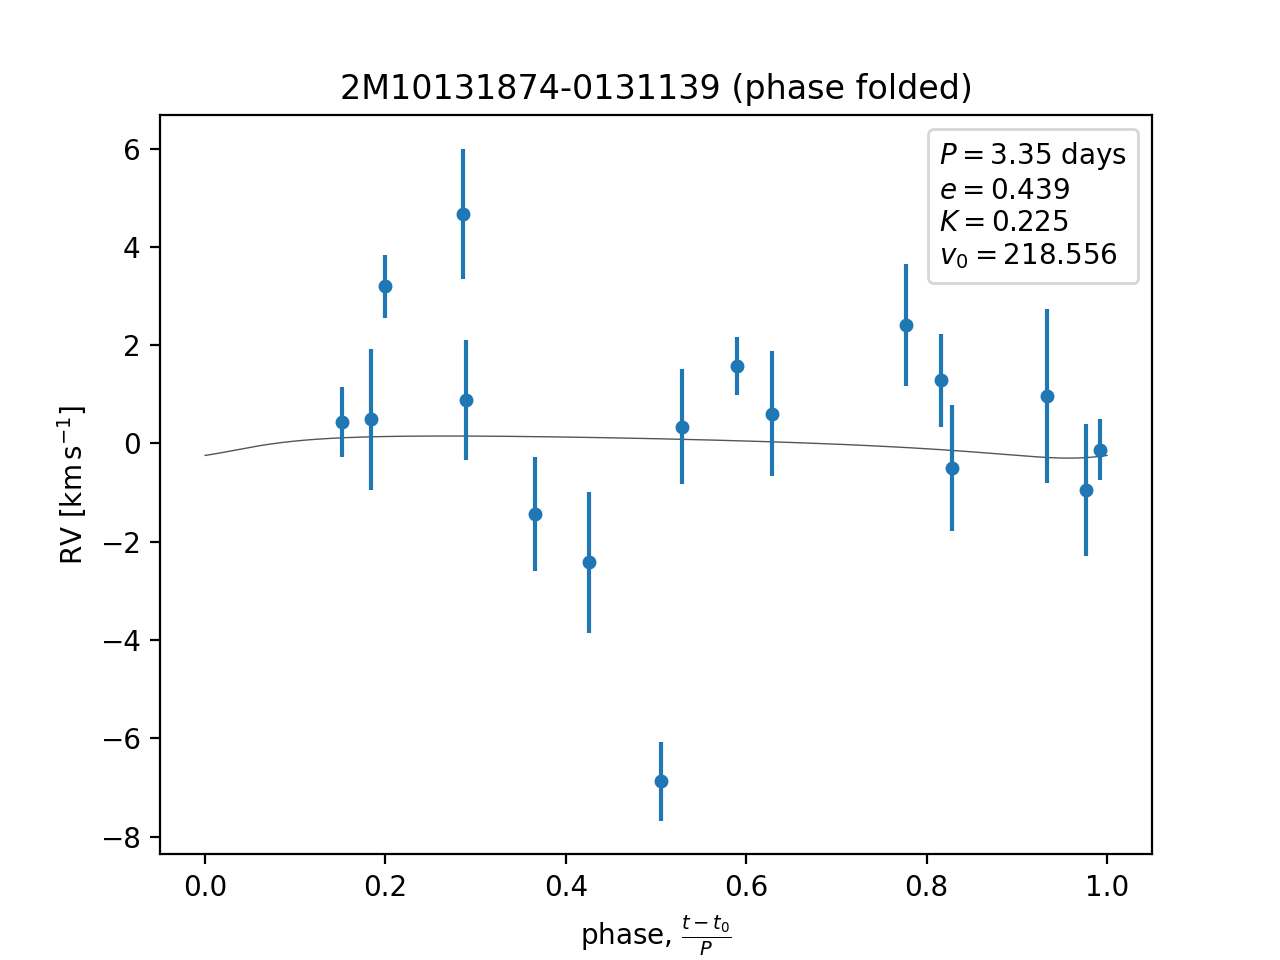 2M10131874-0131139 (phase folded)
P = 3.35 days
e = 0.439
K = 0.225
v₀ = 218.556
6
4
2
0
−2
−4
−6
−8
RV [km s⁻¹]
0.0 0.2 0.4 0.6 0.8 1.0
phase, (t − t₀)/P